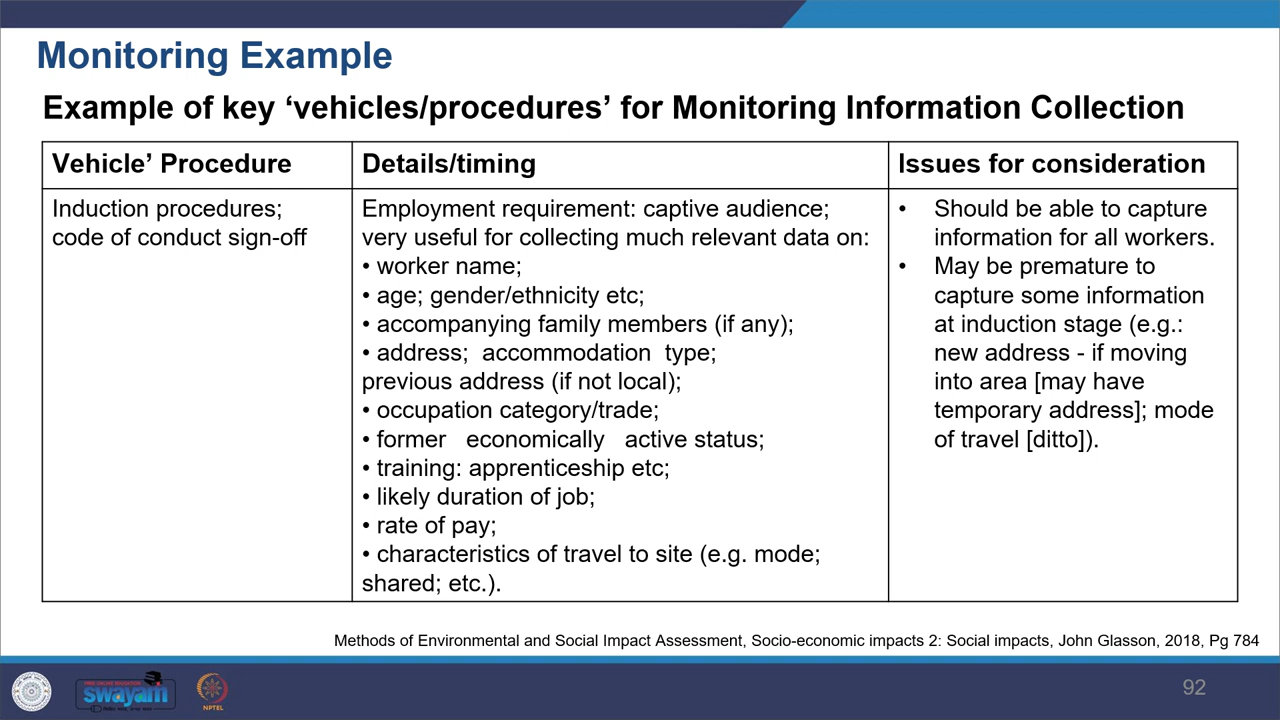 Monitoring Example
Example of key ‘vehicles/procedures’ for Monitoring Information Collection
Vehicle’ Procedure
Details/timing
Issues for consideration
Induction procedures;
code of conduct sign-off
Employment requirement: captive audience;
very useful for collecting much relevant data on:
• worker name;
• age; gender/ethnicity etc;
• accompanying family members (if any);
• address; accommodation type;
previous address (if not local);
• occupation category/trade;
• former economically active status;
• training: apprenticeship etc;
• likely duration of job;
• rate of pay;
• characteristics of travel to site (e.g. mode;
shared; etc.).
• Should be able to capture
information for all workers.
• May be premature to
capture some information
at induction stage (e.g.:
new address - if moving
into area [may have
temporary address]; mode
of travel [ditto]).
Methods of Environmental and Social Impact Assessment, Socio-economic impacts 2: Social impacts, John Glasson, 2018, Pg 784
swayam
NPTEL
92